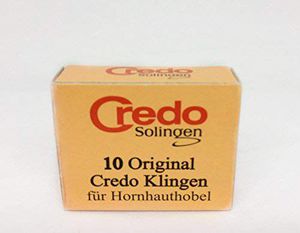 Credo
Solingen
Credo
Solingen
10 Original
Credo Klingen
für Hornhauthobel